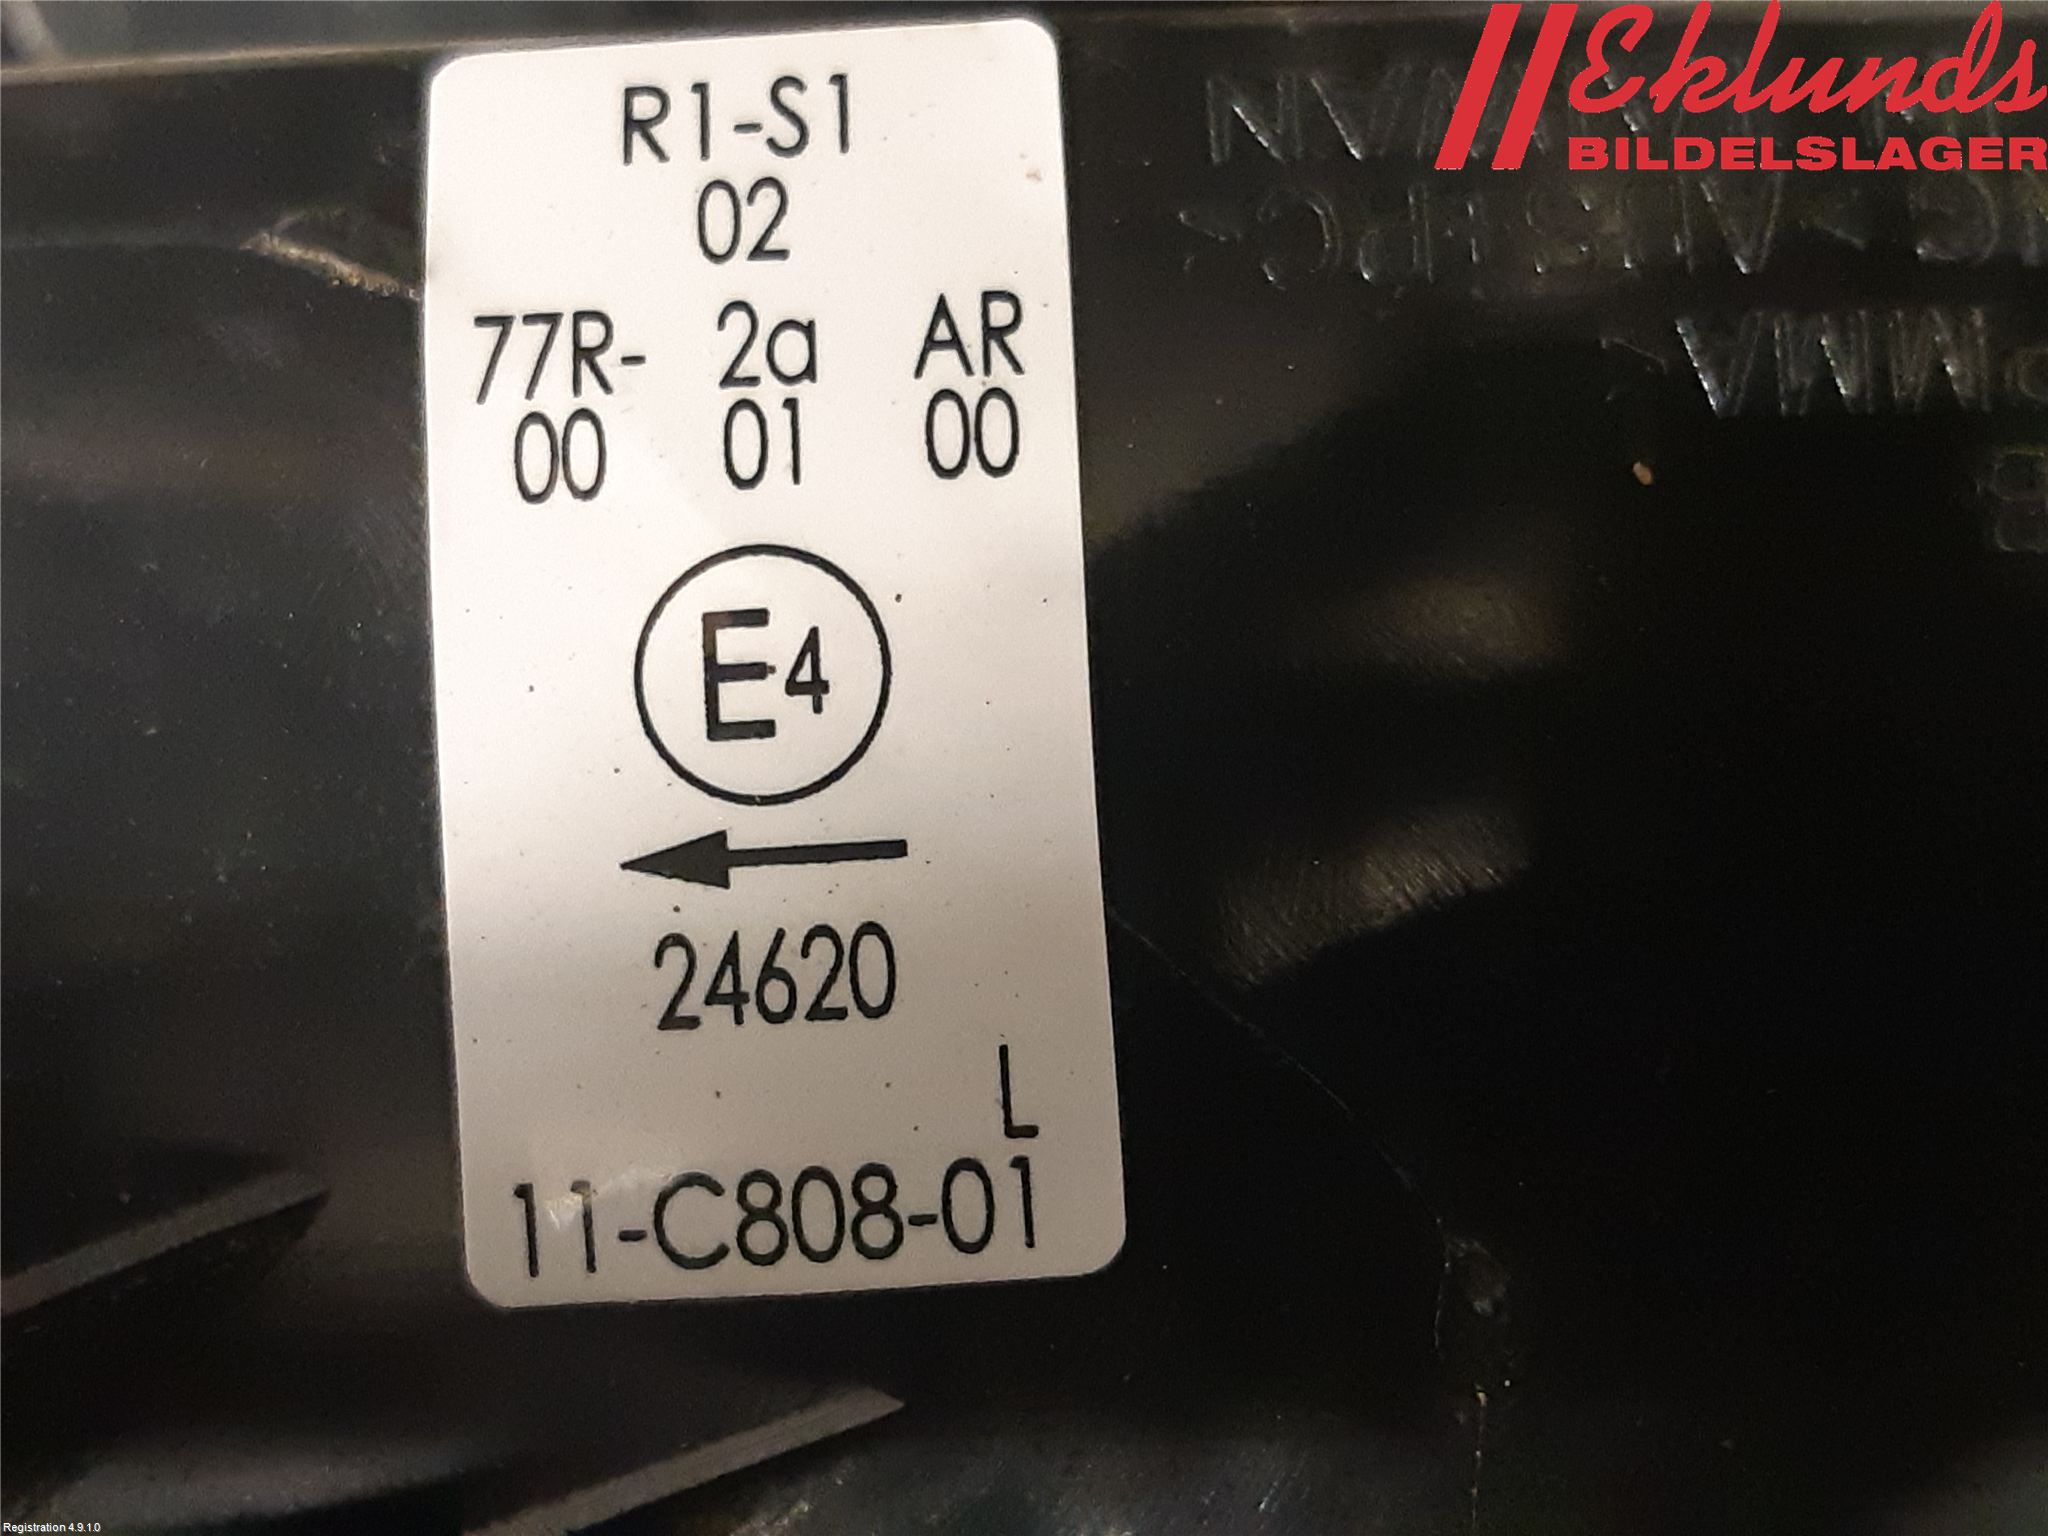 Eklunds
BILDELSLAGER
R1-S1
02
77R- 2a AR
00 01 00
E4
24620
L
11-C808-01
Registration 4.9.1.0